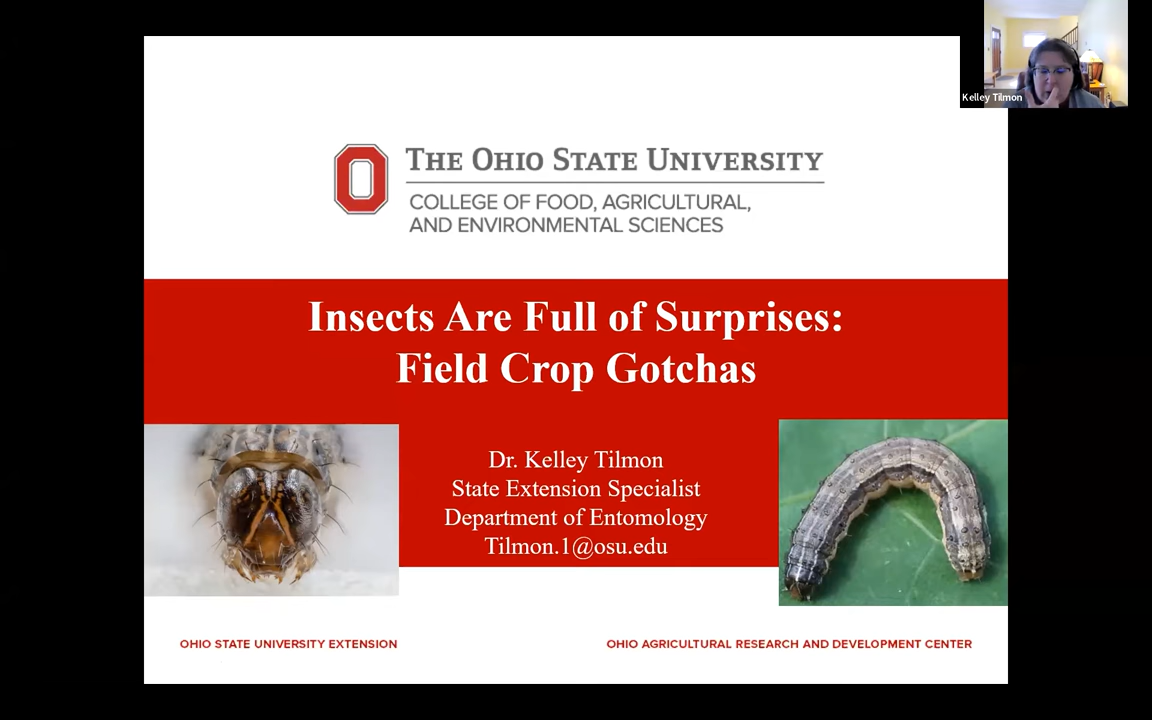 Kelley Tilmon
THE OHIO STATE UNIVERSITY
COLLEGE OF FOOD, AGRICULTURAL,
AND ENVIRONMENTAL SCIENCES
Insects Are Full of Surprises:
Field Crop Gotchas
Dr. Kelley Tilmon
State Extension Specialist
Department of Entomology
Tilmon.1@osu.edu
OHIO STATE UNIVERSITY EXTENSION
OHIO AGRICULTURAL RESEARCH AND DEVELOPMENT CENTER